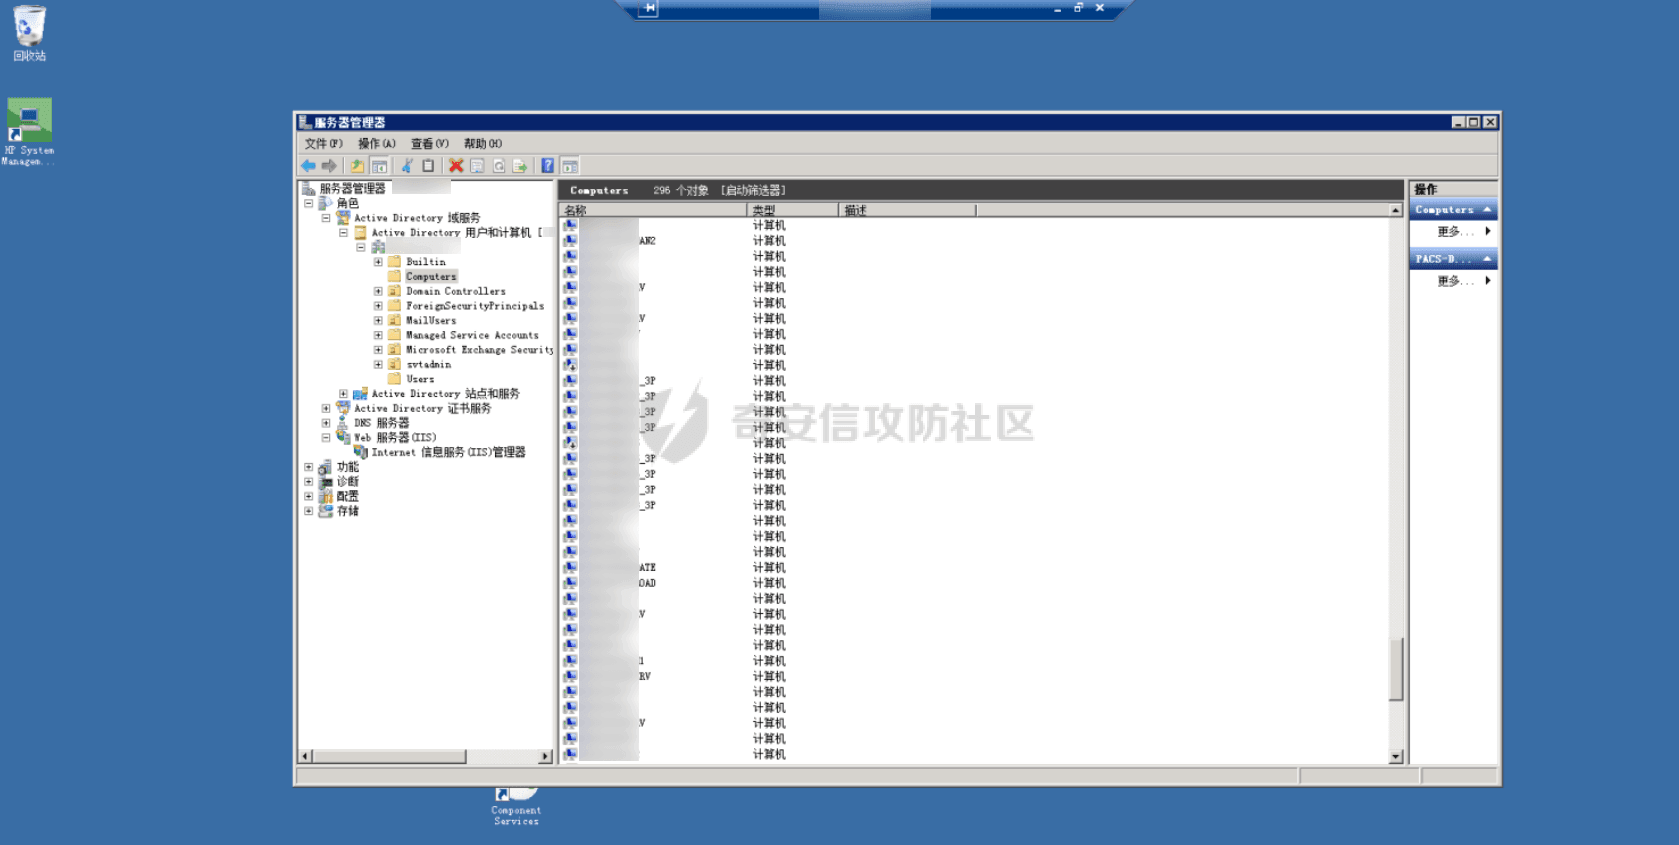 回收站
HP System
Managem...
服务器管理器
文件(F) 操作(A) 查看(V) 帮助(H)
服务器管理器
角色
Active Directory 域服务
Active Directory 用户和计算机 [
Builtin
Computers
Domain Controllers
ForeignSecurityPrincipals
MailUsers
Managed Service Accounts
Microsoft Exchange Security
svtadmin
Users
Active Directory 站点和服务
Active Directory 证书服务
DNS 服务器
Web 服务器(IIS)
Internet 信息服务(IIS)管理器
功能
诊断
配置
存储
Computers 296 个对象 [启动筛选器]
名称 类型 描述
计算机
AN2 计算机
计算机
计算机
V 计算机
计算机
V 计算机
计算机
计算机
计算机
_3P 计算机
_3P 计算机
_3P 计算机
_3P 计算机
计算机
_3P 计算机
_3P 计算机
_3P 计算机
_3P 计算机
计算机
计算机
计算机
ATE 计算机
OAD 计算机
计算机
V 计算机
计算机
计算机
1 计算机
RV 计算机
计算机
计算机
V 计算机
计算机
计算机
奇安信攻防社区
操作
Computers
更多...
PACS-D...
更多...
Component
Services